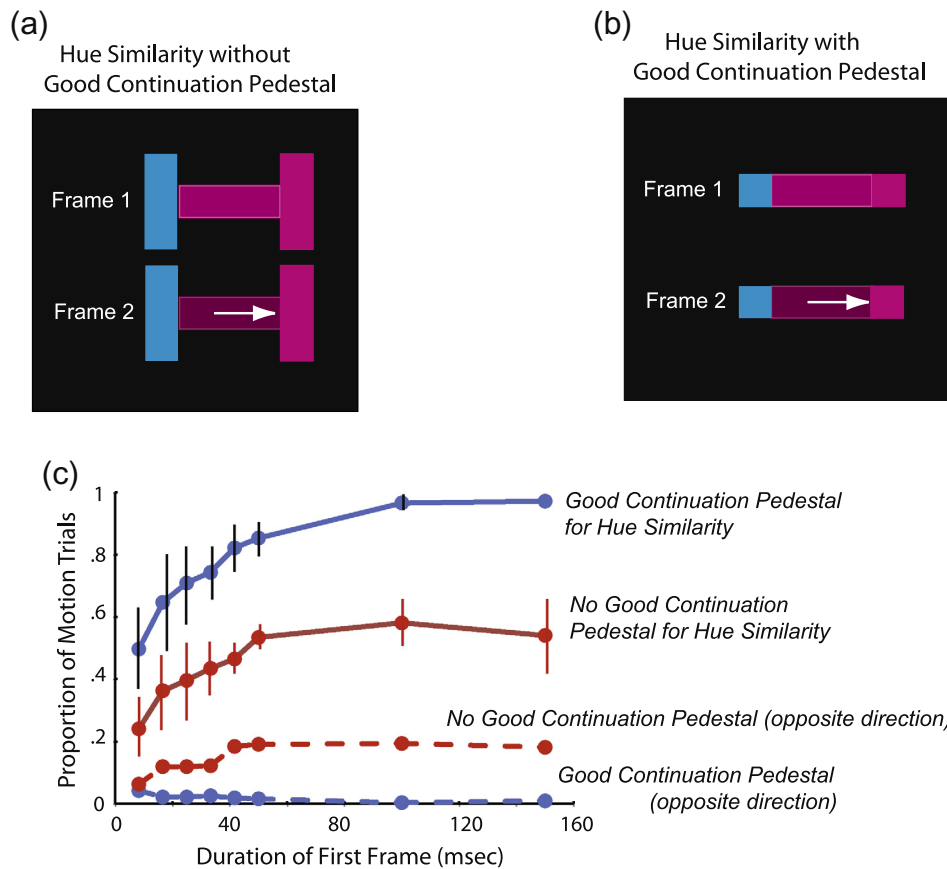 (a)
Hue Similarity without
Good Continuation Pedestal
Frame 1
Frame 2
(b)
Hue Similarity with
Good Continuation Pedestal
Frame 1
Frame 2
(c)
Proportion of Motion Trials
1
.8
.6
.4
.2
0
Good Continuation Pedestal
for Hue Similarity
No Good Continuation
Pedestal for Hue Similarity
No Good Continuation Pedestal (opposite direction)
Good Continuation Pedestal
(opposite direction)
0 40 80 120 160
Duration of First Frame (msec)